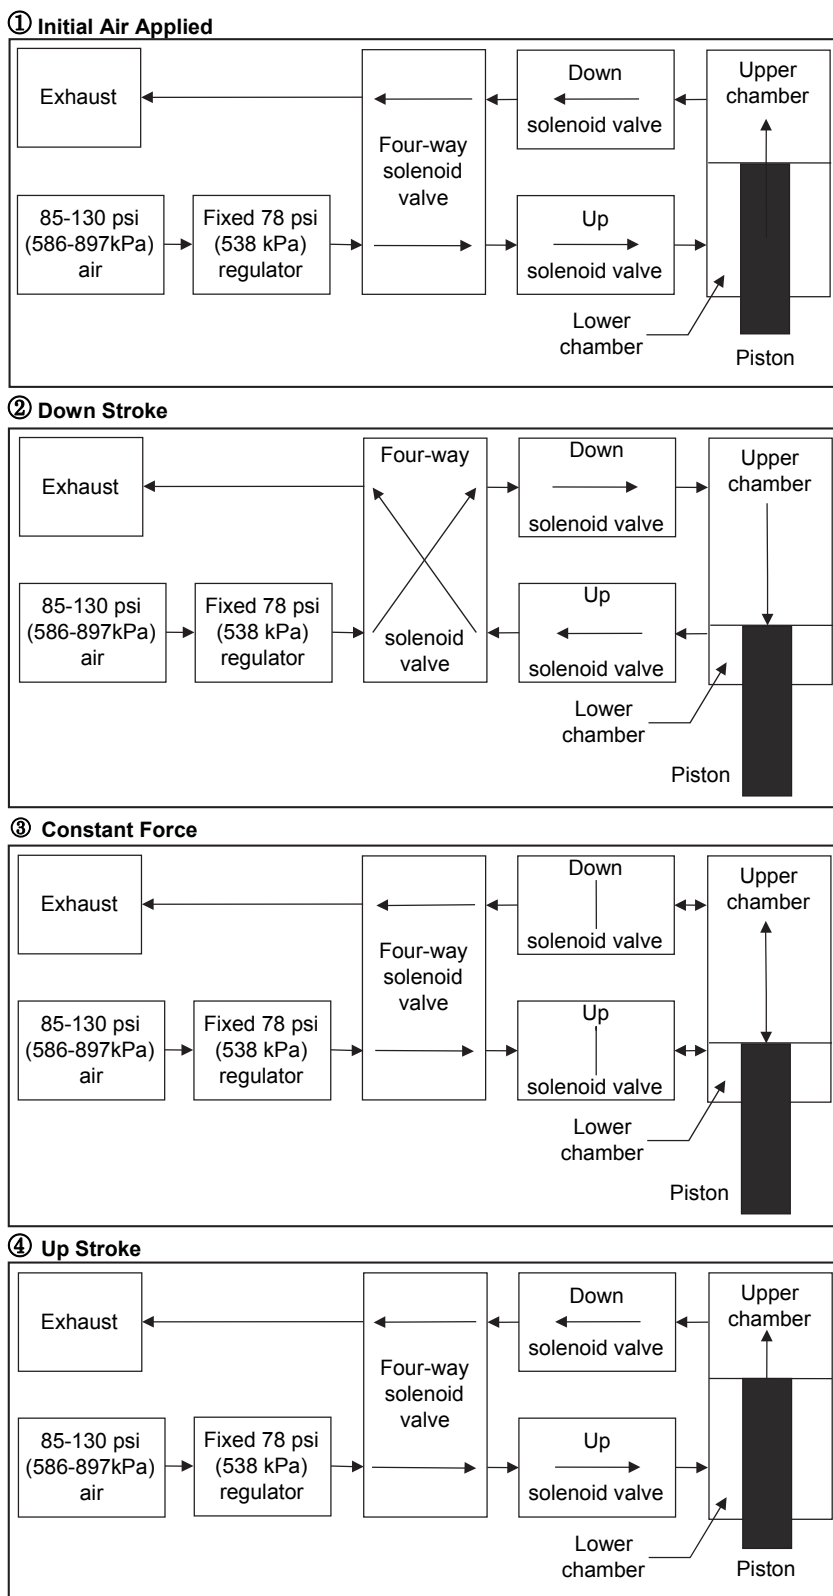 ① Initial Air Applied
Exhaust
Down
solenoid valve
Upper
chamber
Four-way
solenoid
valve
85-130 psi
(586-897kPa)
air
Fixed 78 psi
(538 kPa)
regulator
Up
solenoid valve
Lower
chamber
Piston
② Down Stroke
Exhaust
Four-way
Down
solenoid valve
Upper
chamber
85-130 psi
(586-897kPa)
air
Fixed 78 psi
(538 kPa)
regulator
solenoid
valve
Up
solenoid valve
Lower
chamber
Piston
③ Constant Force
Exhaust
Down
solenoid valve
Upper
chamber
Four-way
solenoid
valve
85-130 psi
(586-897kPa)
air
Fixed 78 psi
(538 kPa)
regulator
Up
solenoid valve
Lower
chamber
Piston
④ Up Stroke
Exhaust
Down
solenoid valve
Upper
chamber
Four-way
solenoid
valve
85-130 psi
(586-897kPa)
air
Fixed 78 psi
(538 kPa)
regulator
Up
solenoid valve
Lower
chamber
Piston